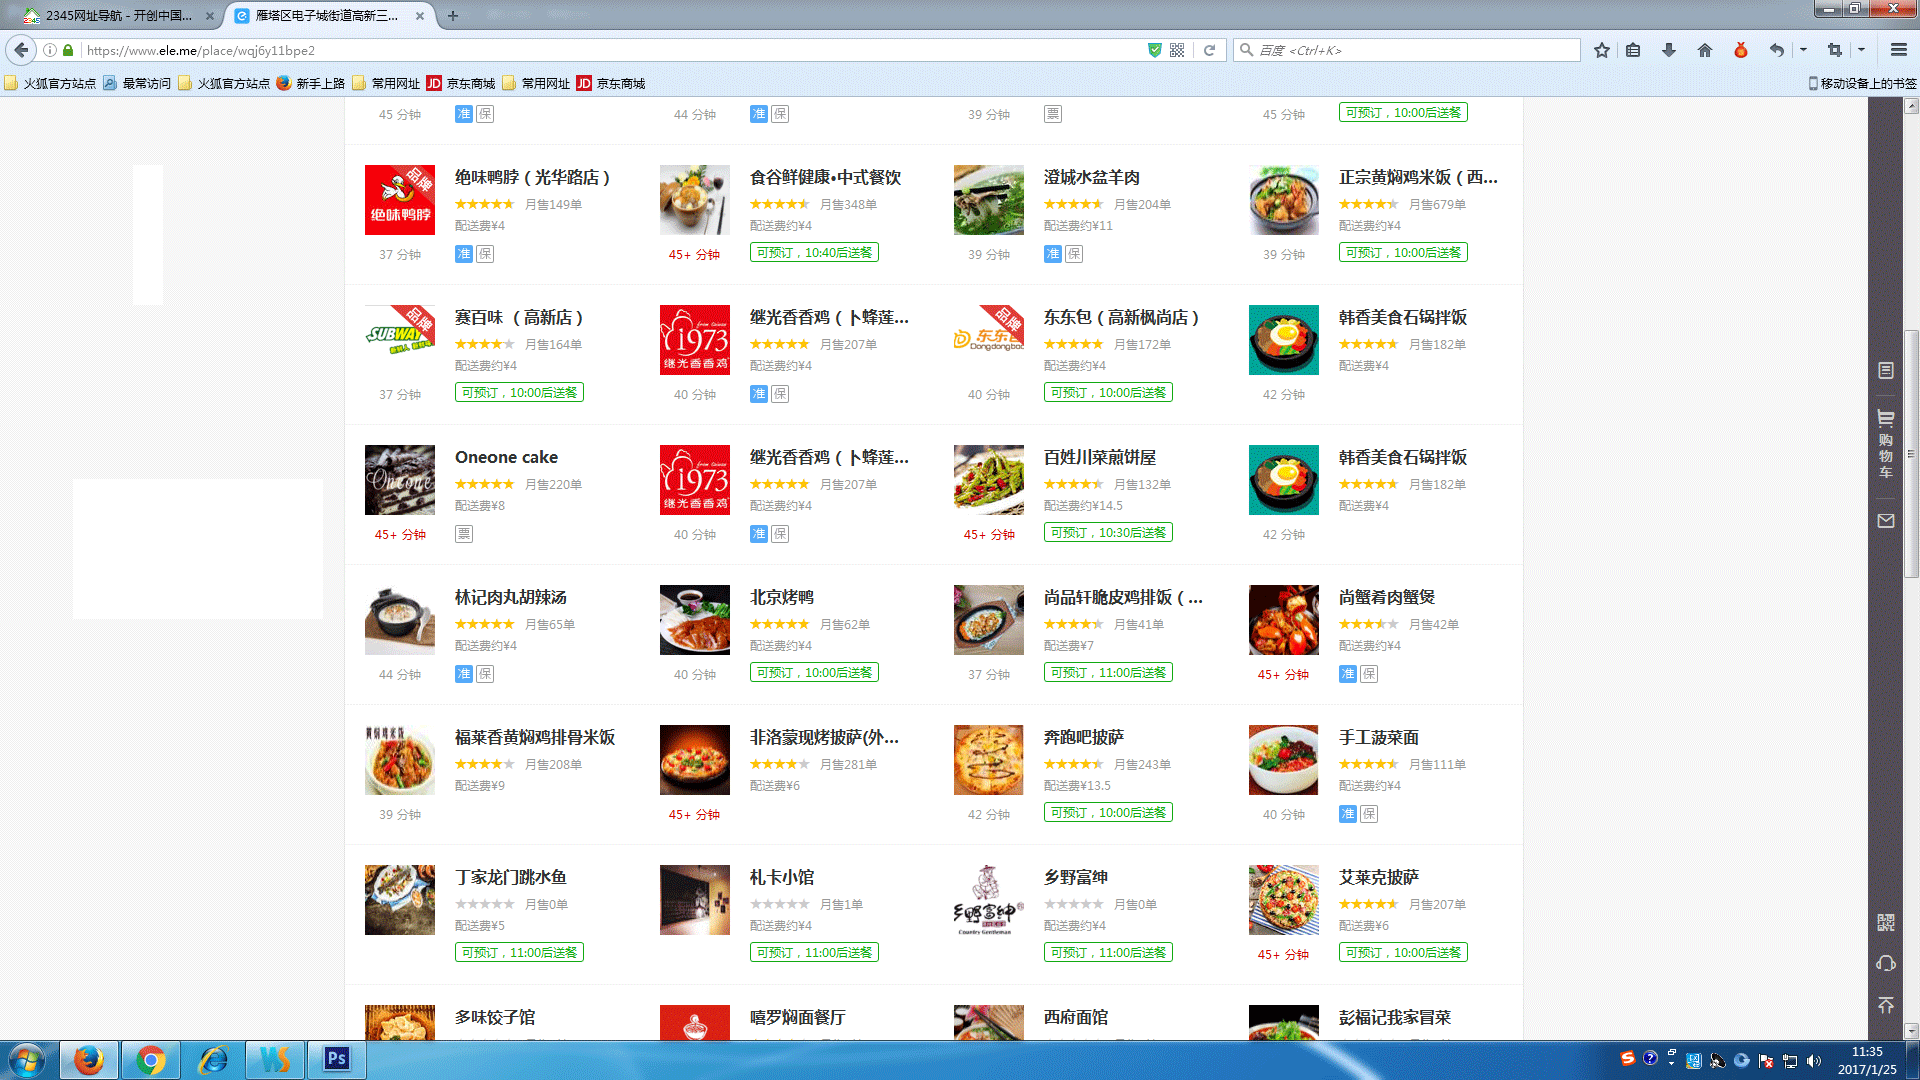 2345网址导航 - 开创中国...
雁塔区电子城街道高新三...
https://www.ele.me/place/wqj6y11bpe2
百度 <Ctrl+K>
火狐官方站点 最常访问 火狐官方站点 新手上路 常用网址 JD 京东商城 常用网址 JD 京东商城
移动设备上的书签
45 分钟 准 保 44 分钟 准 保 39 分钟 票 45 分钟 可预订，10:00后送餐
绝味鸭脖（光华路店） 食谷鲜健康•中式餐饮 澄城水盆羊肉 正宗黄焖鸡米饭（西...
月售149单 月售348单 月售204单 月售679单
配送费¥4 配送费约¥4 配送费约¥11 配送费约¥4
品牌 绝味鸭脖
37 分钟 准 保 45+ 分钟 可预订，10:40后送餐 39 分钟 准 保 39 分钟 可预订，10:00后送餐
赛百味 （高新店） 继光香香鸡（卜蜂莲... 东东包（高新枫尚店） 韩香美食石锅拌饭
月售164单 月售207单 月售172单 月售182单
配送费约¥4 配送费约¥4 配送费约¥4 配送费¥4
品牌 SUBWAY 1973 继光香香鸡 品牌 东东包 Dongdongbao
37 分钟 可预订，10:00后送餐 40 分钟 准 保 40 分钟 可预订，10:00后送餐 42 分钟
Oneone cake 继光香香鸡（卜蜂莲... 百姓川菜煎饼屋 韩香美食石锅拌饭
月售220单 月售207单 月售132单 月售182单
配送费¥8 配送费约¥4 配送费约¥14.5 配送费¥4
Oneone 1973 继光香香鸡
45+ 分钟 票 40 分钟 准 保 45+ 分钟 可预订，10:30后送餐 42 分钟
林记肉丸胡辣汤 北京烤鸭 尚品轩脆皮鸡排饭（... 尚蟹肴肉蟹煲
月售65单 月售62单 月售41单 月售42单
配送费约¥4 配送费约¥4 配送费¥7 配送费约¥4
44 分钟 准 保 40 分钟 可预订，10:00后送餐 37 分钟 可预订，11:00后送餐 45+ 分钟 准 保
福莱香黄焖鸡排骨米饭 非洛蒙现烤披萨(外... 奔跑吧披萨 手工菠菜面
月售208单 月售281单 月售243单 月售111单
配送费¥9 配送费¥6 配送费¥13.5 配送费约¥4
39 分钟 45+ 分钟 42 分钟 可预订，10:00后送餐 40 分钟 准 保
丁家龙门跳水鱼 札卡小馆 乡野富绅 艾莱克披萨
月售0单 月售1单 月售0单 月售207单
配送费¥5 配送费约¥4 配送费约¥4 配送费¥6
乡野富绅 Country Gentleman
可预订，11:00后送餐 可预订，11:00后送餐 可预订，11:00后送餐 45+ 分钟 可预订，10:00后送餐
多味饺子馆 嘻罗焖面餐厅 西府面馆 彭福记我家冒菜
购物车
Ps
11:35
2017/1/25